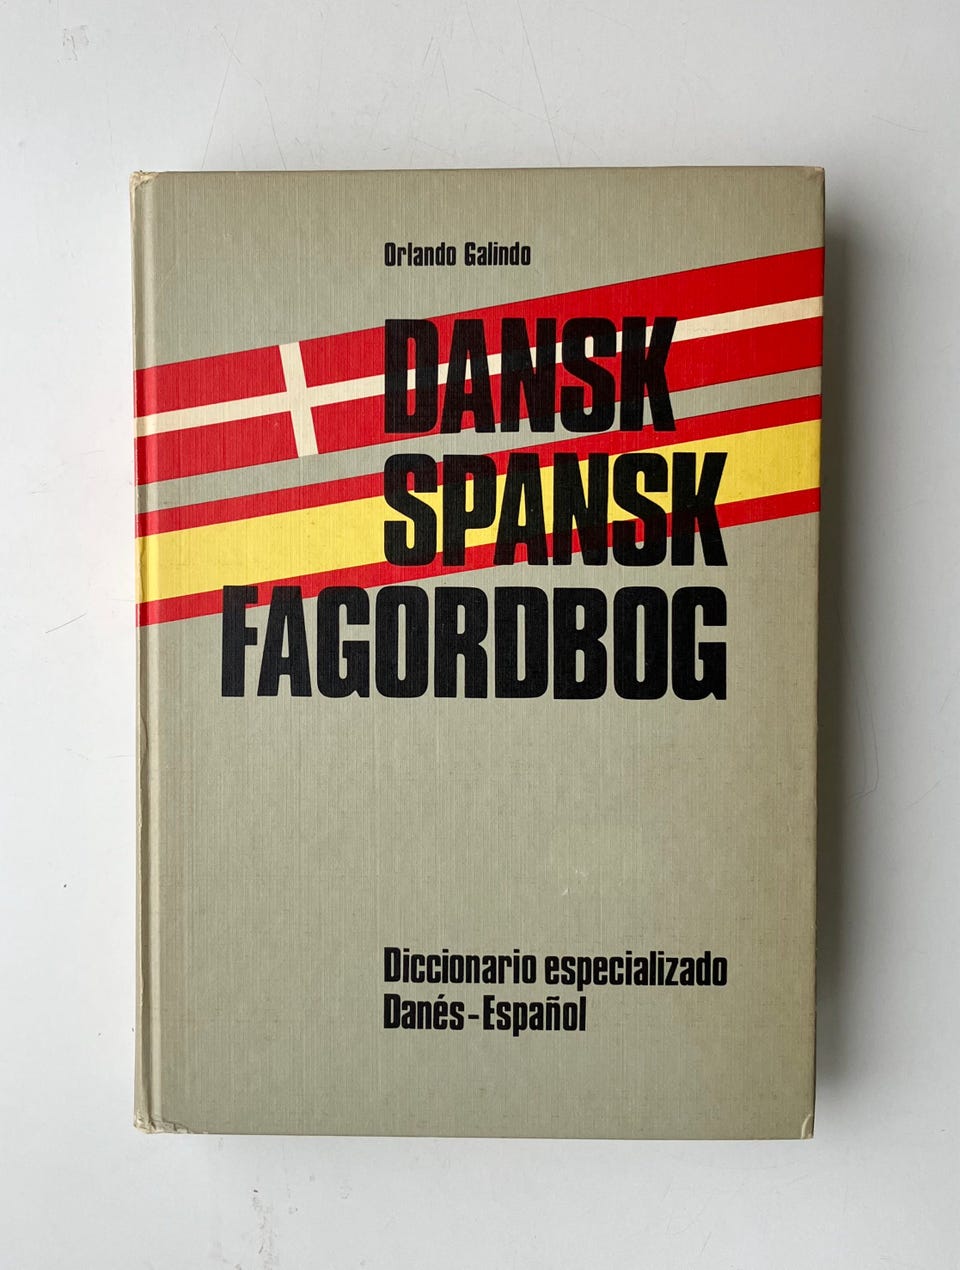 Orlando Galindo
DANSK
SPANSK
FAGORDBOG
Diccionario especializado
Danés-Español